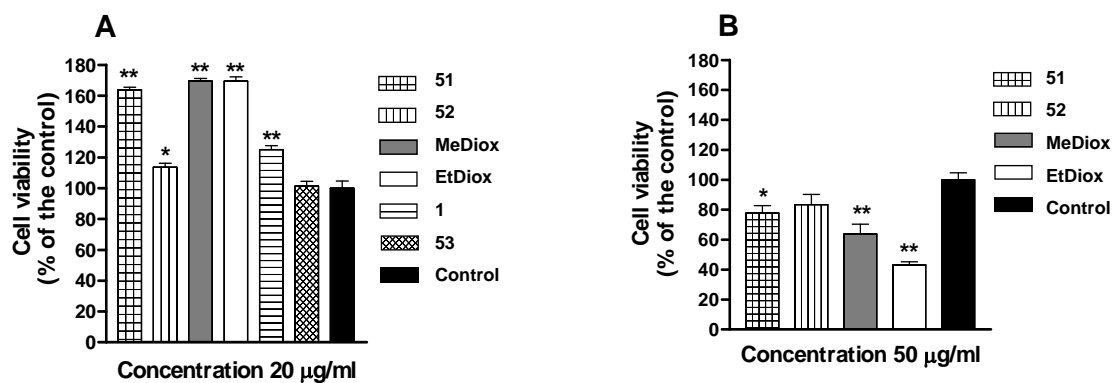 A
Cell viability
(% of the control)
180
160
140
120
100
80
60
40
20
0
**
*
**
**
**
51
52
MeDiox
EtDiox
1
53
Control
Concentration 20 μg/ml
B
Cell viability
(% of the control)
180
160
140
120
100
80
60
40
20
0
*
**
**
51
52
MeDiox
EtDiox
Control
Concentration 50 μg/ml